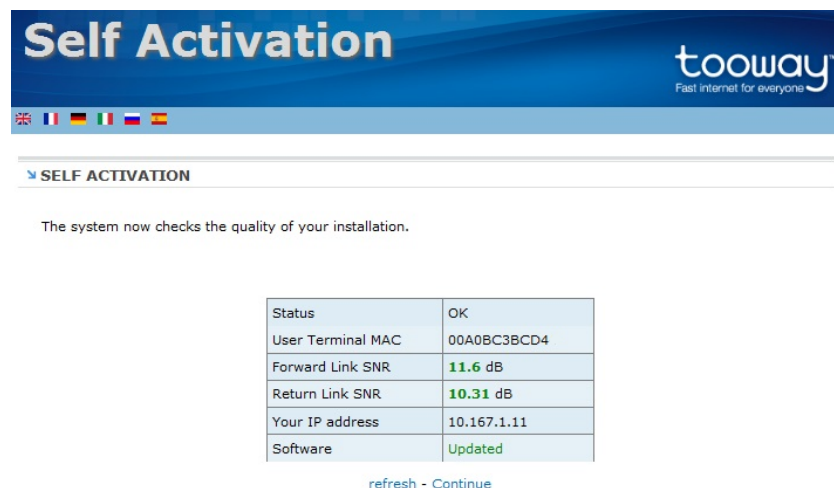 Self Activation
tooway
Fast internet for everyone
SELF ACTIVATION
The system now checks the quality of your installation.
Status OK
User Terminal MAC 00A0BC3BCD4
Forward Link SNR 11.6 dB
Return Link SNR 10.31 dB
Your IP address 10.167.1.11
Software Updated
refresh - Continue